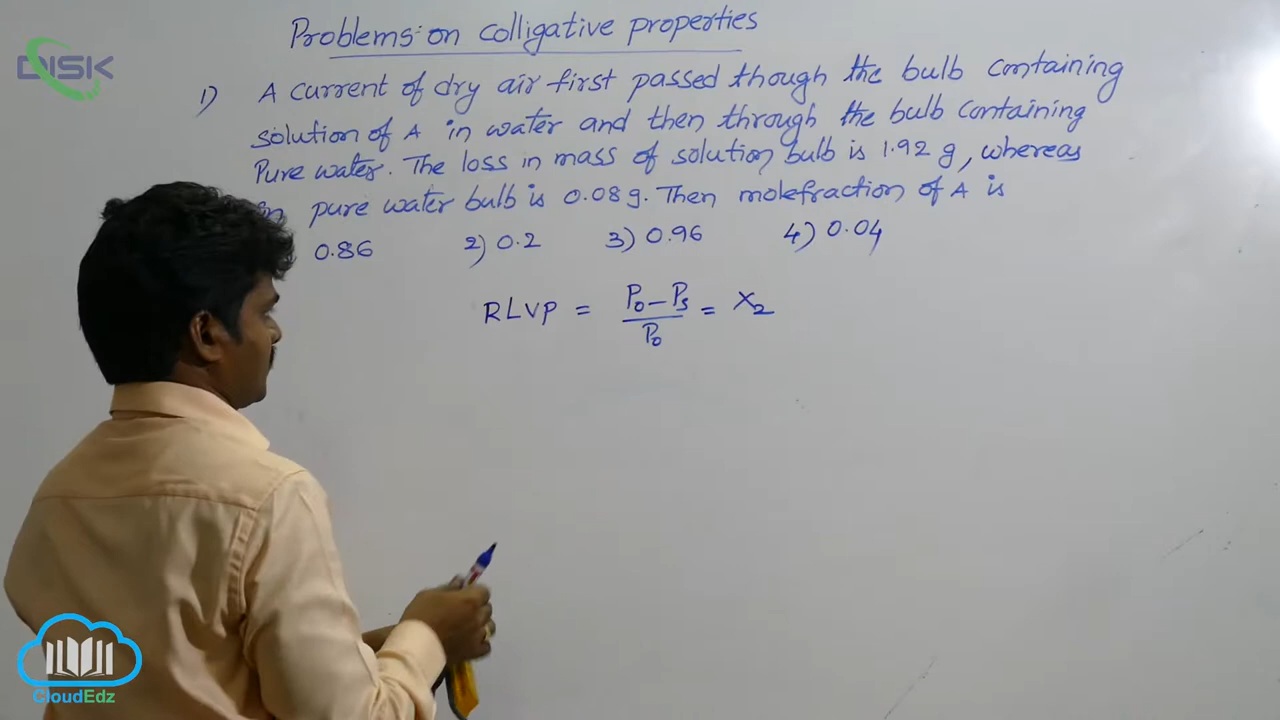 Problems on colligative properties
DISK
1) A current of dry air first passed though the bulb containing
solution of A in water and then through the bulb containing
Pure water. The loss in mass of solution bulb is 1.92 g, whereas
in pure water bulb is 0.08 g. Then molefraction of A is
0.86 2) 0.2 3) 0.96 4) 0.04
RLVP = P₀ - Pₛ / P₀ = X₂
CloudEdz